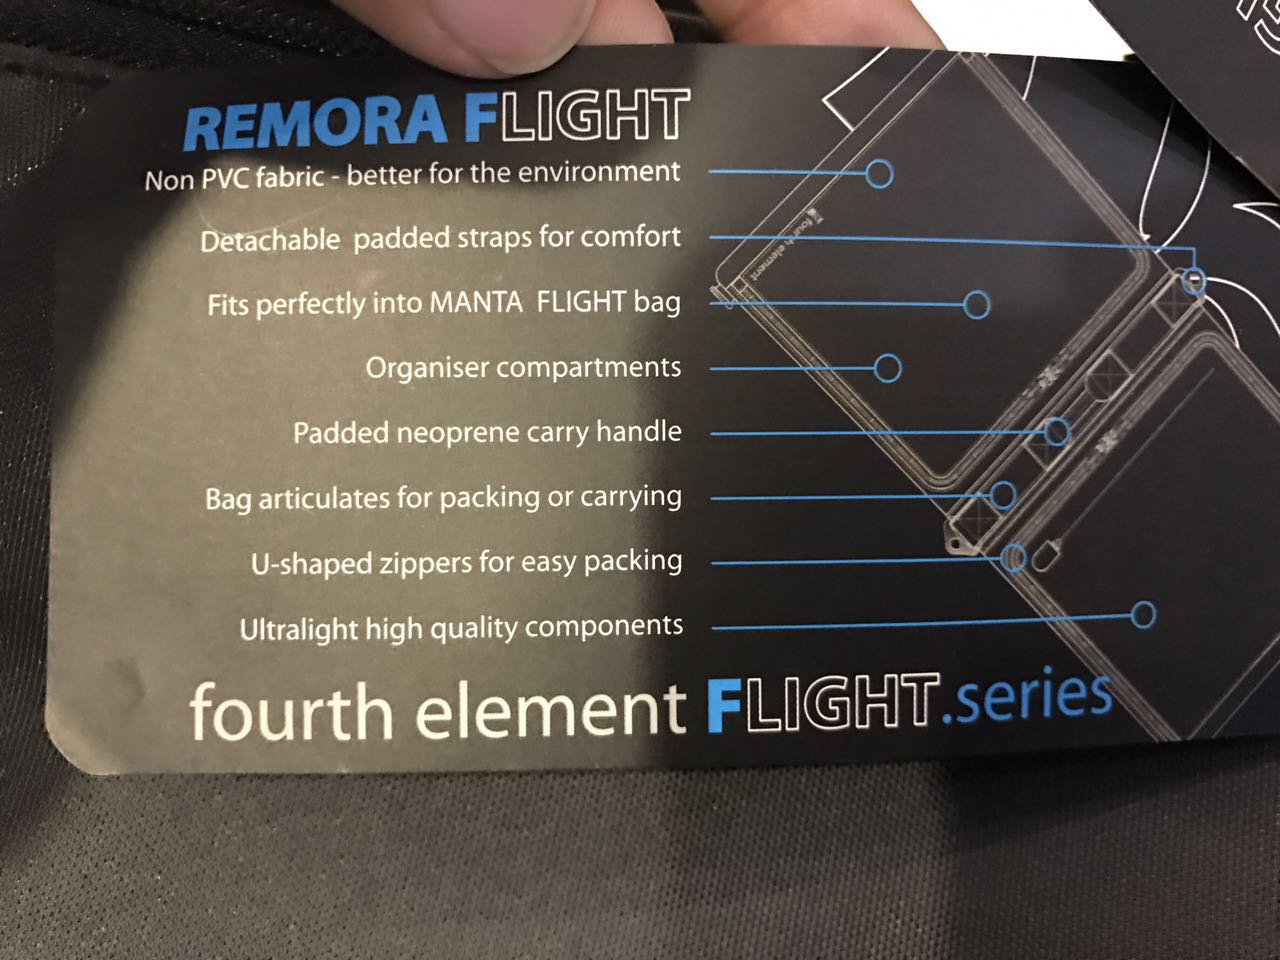 REMORA FLIGHT
Non PVC fabric - better for the environment
Detachable padded straps for comfort
Fits perfectly into MANTA FLIGHT bag
Organiser compartments
Padded neoprene carry handle
Bag articulates for packing or carrying
U-shaped zippers for easy packing
Ultralight high quality components
fourth element FLIGHT.series
fourth element